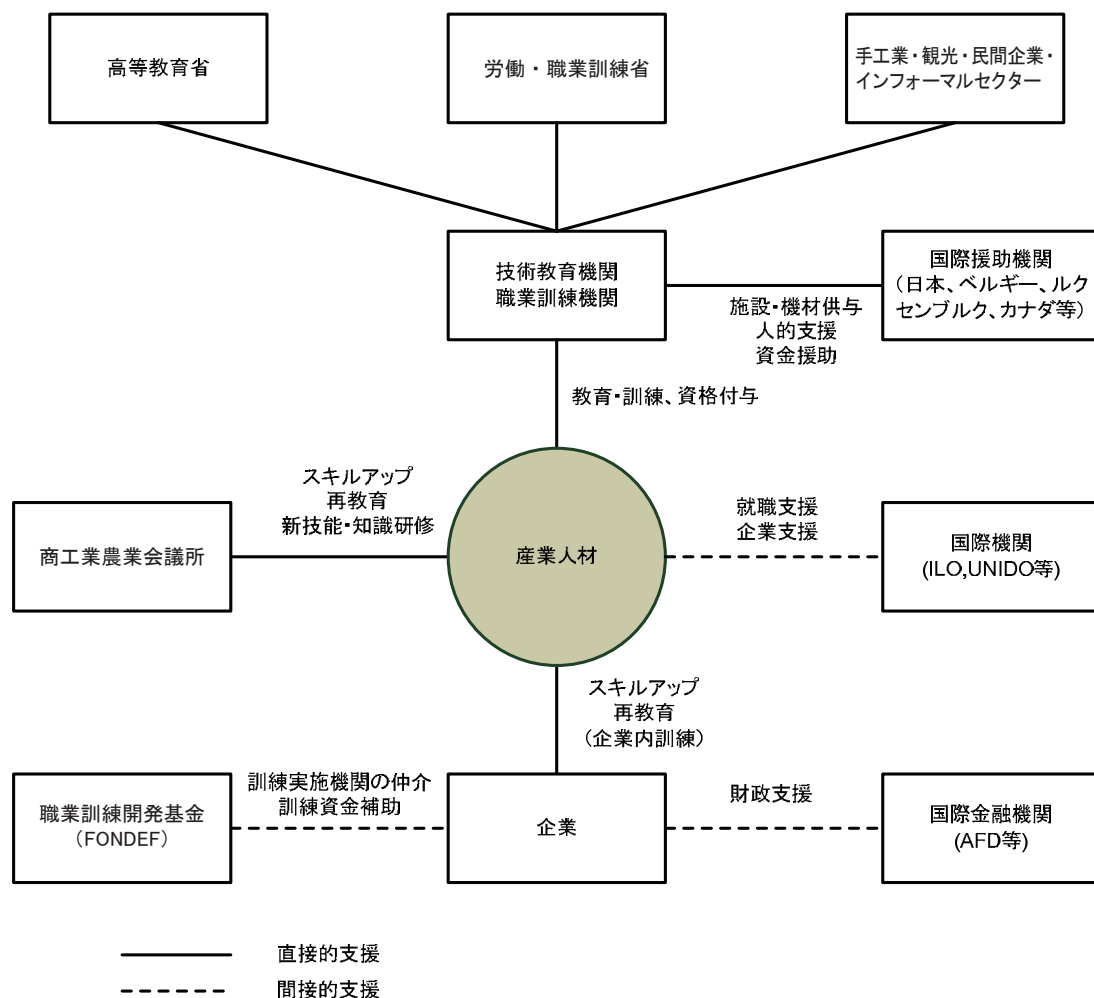 高等教育省
労働・職業訓練省
手工業・観光・民間企業・
インフォーマルセクター
技術教育機関
職業訓練機関
国際援助機関
（日本、ベルギー、ルク
センブルク、カナダ等）
施設・機材供与
人的支援
資金援助
教育・訓練、資格付与
スキルアップ
再教育
新技能・知識研修
就職支援
企業支援
商工業農業会議所
産業人材
国際機関
(ILO,UNIDO等)
スキルアップ
再教育
（企業内訓練）
訓練実施機関の仲介
訓練資金補助
財政支援
職業訓練開発基金
（FONDEF）
企業
国際金融機関
(AFD等)
直接的支援
間接的支援